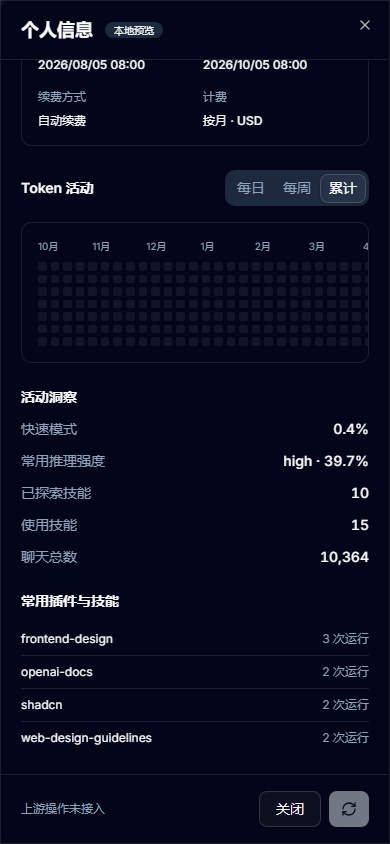 个人信息 本地预览
2026/08/05 08:00 2026/10/05 08:00
续费方式 计费
自动续费 按月 · USD
Token 活动 每日 每周 累计
10月 11月 12月 1月 2月 3月 4
活动洞察
快速模式 0.4%
常用推理强度 high · 39.7%
已探索技能 10
使用技能 15
聊天总数 10,364
常用插件与技能
frontend-design 3 次运行
openai-docs 2 次运行
shadcn 2 次运行
web-design-guidelines 2 次运行
上游操作未接入 关闭